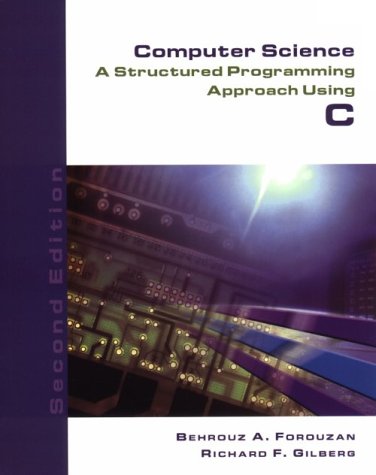 Computer Science
A Structured Programming
Approach Using
C
Second Edition
Behrouz A. Forouzan
Richard F. Gilberg